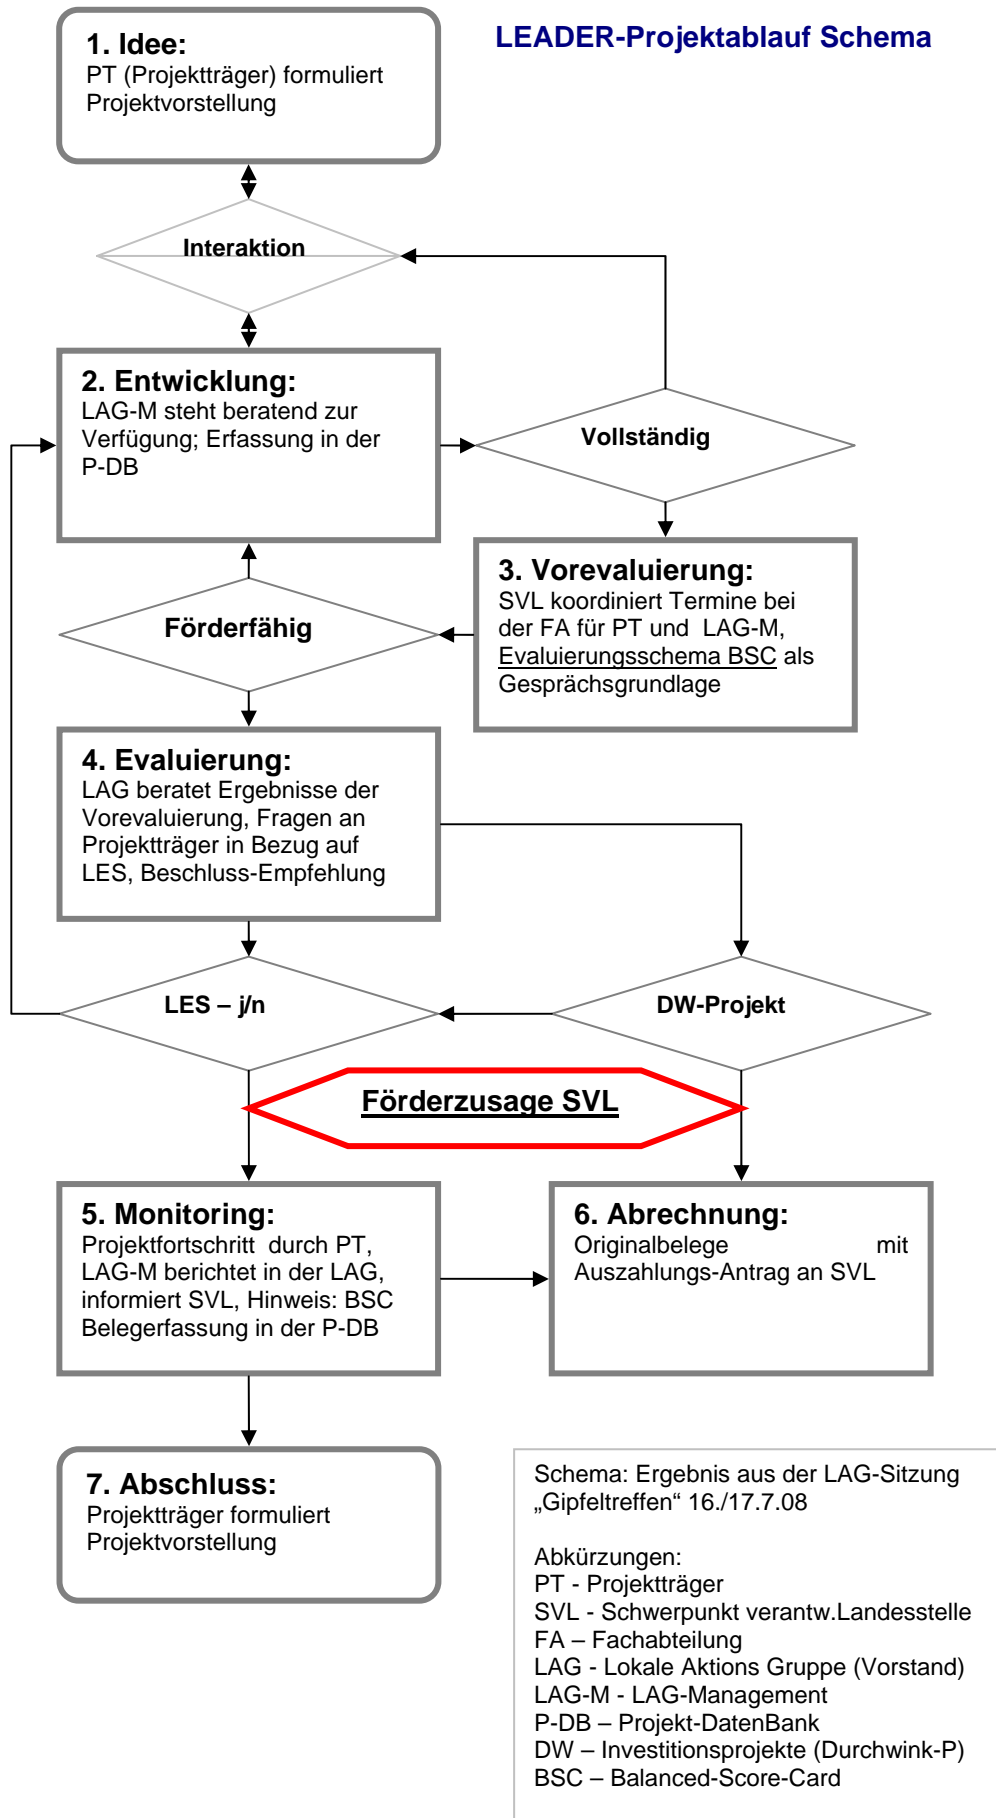 LEADER-Projektablauf Schema
1. Idee:
PT (Projektträger) formuliert
Projektvorstellung
Interaktion
2. Entwicklung:
LAG-M steht beratend zur
Verfügung; Erfassung in der
P-DB
Vollständig
3. Vorevaluierung:
SVL koordiniert Termine bei
der FA für PT und LAG-M,
Evaluierungsschema BSC als
Gesprächsgrundlage
Förderfähig
4. Evaluierung:
LAG beratet Ergebnisse der
Vorevaluierung, Fragen an
Projektträger in Bezug auf
LES, Beschluss-Empfehlung
LES – j/n
DW-Projekt
Förderzusage SVL
5. Monitoring:
Projektfortschritt durch PT,
LAG-M berichtet in der LAG,
informiert SVL, Hinweis: BSC
Belegerfassung in der P-DB
6. Abrechnung:
Originalbelege mit
Auszahlungs-Antrag an SVL
7. Abschluss:
Projektträger formuliert
Projektvorstellung
Schema: Ergebnis aus der LAG-Sitzung
„Gipfeltreffen“ 16./17.7.08
Abkürzungen:
PT - Projektträger
SVL - Schwerpunkt verantw.Landesstelle
FA – Fachabteilung
LAG - Lokale Aktions Gruppe (Vorstand)
LAG-M - LAG-Management
P-DB – Projekt-DatenBank
DW – Investitionsprojekte (Durchwink-P)
BSC – Balanced-Score-Card